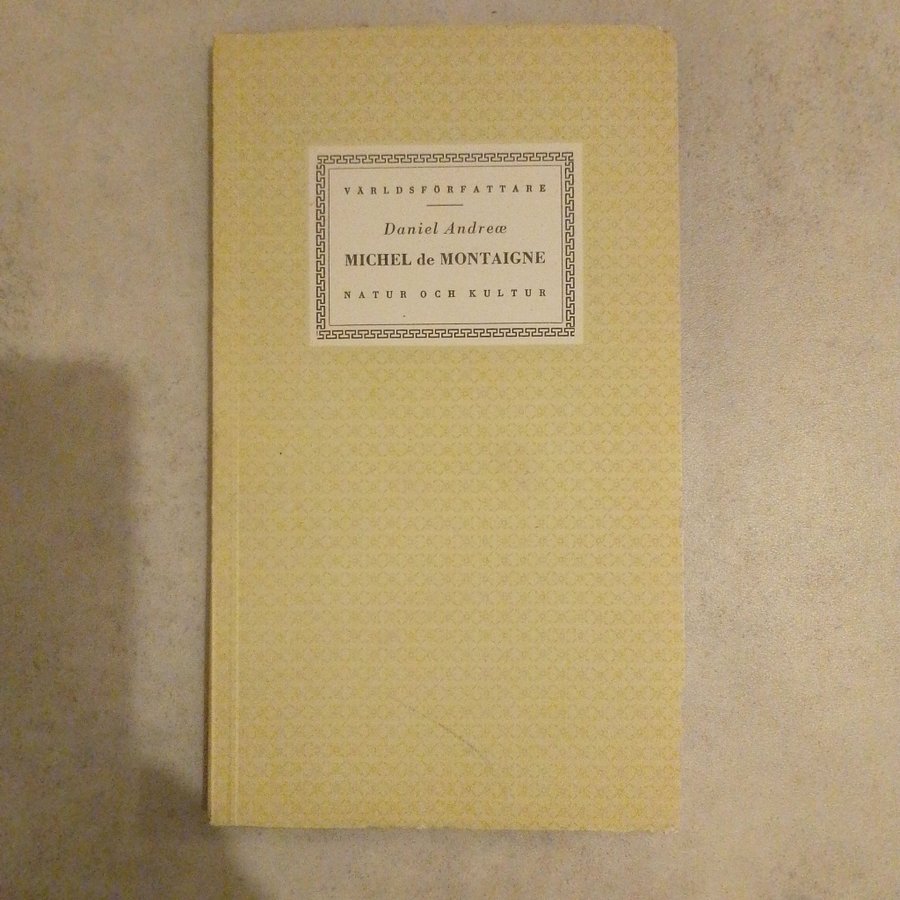 VÄRLDSFÖRFATTARE
Daniel Andreæ
MICHEL de MONTAIGNE
NATUR OCH KULTUR